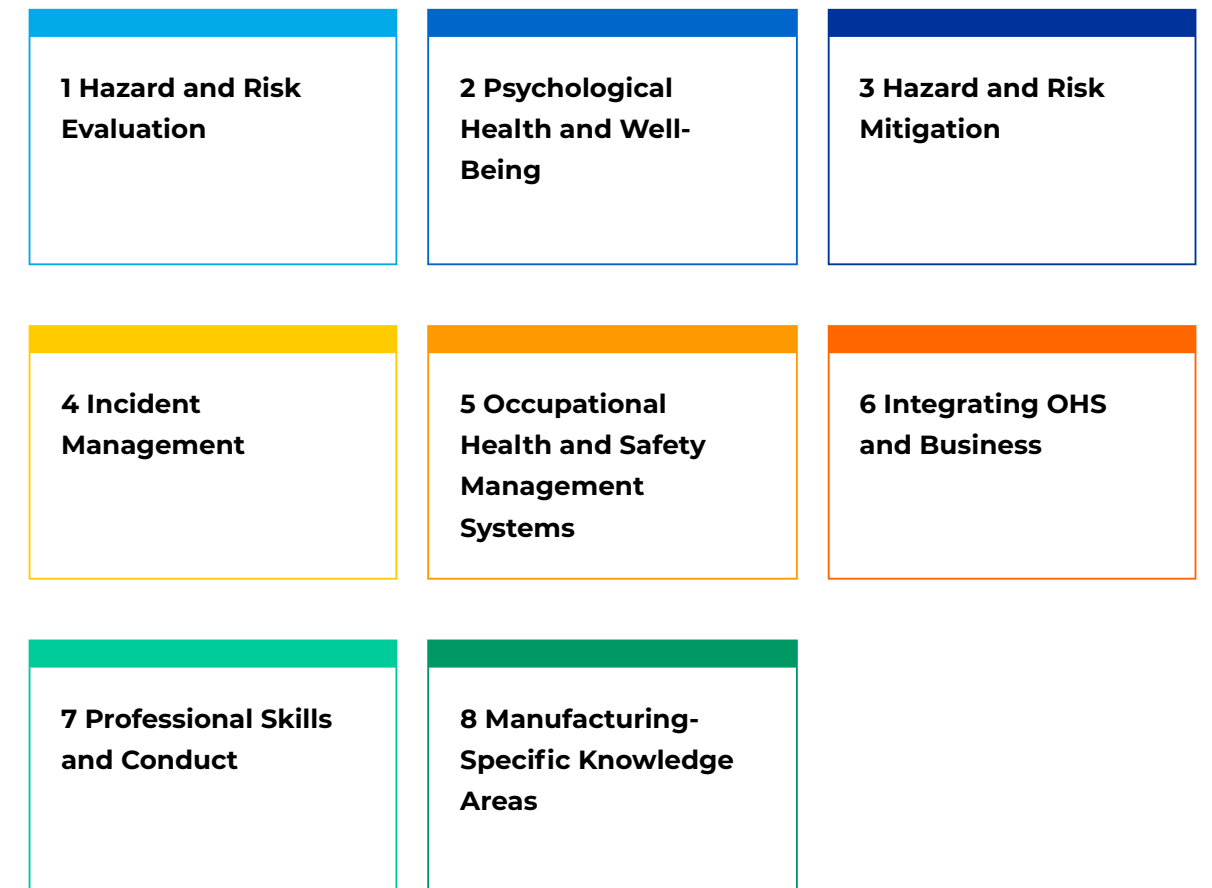 1 Hazard and Risk
Evaluation
2 Psychological
Health and Well-
Being
3 Hazard and Risk
Mitigation
4 Incident
Management
5 Occupational
Health and Safety
Management
Systems
6 Integrating OHS
and Business
7 Professional Skills
and Conduct
8 Manufacturing-
Specific Knowledge
Areas